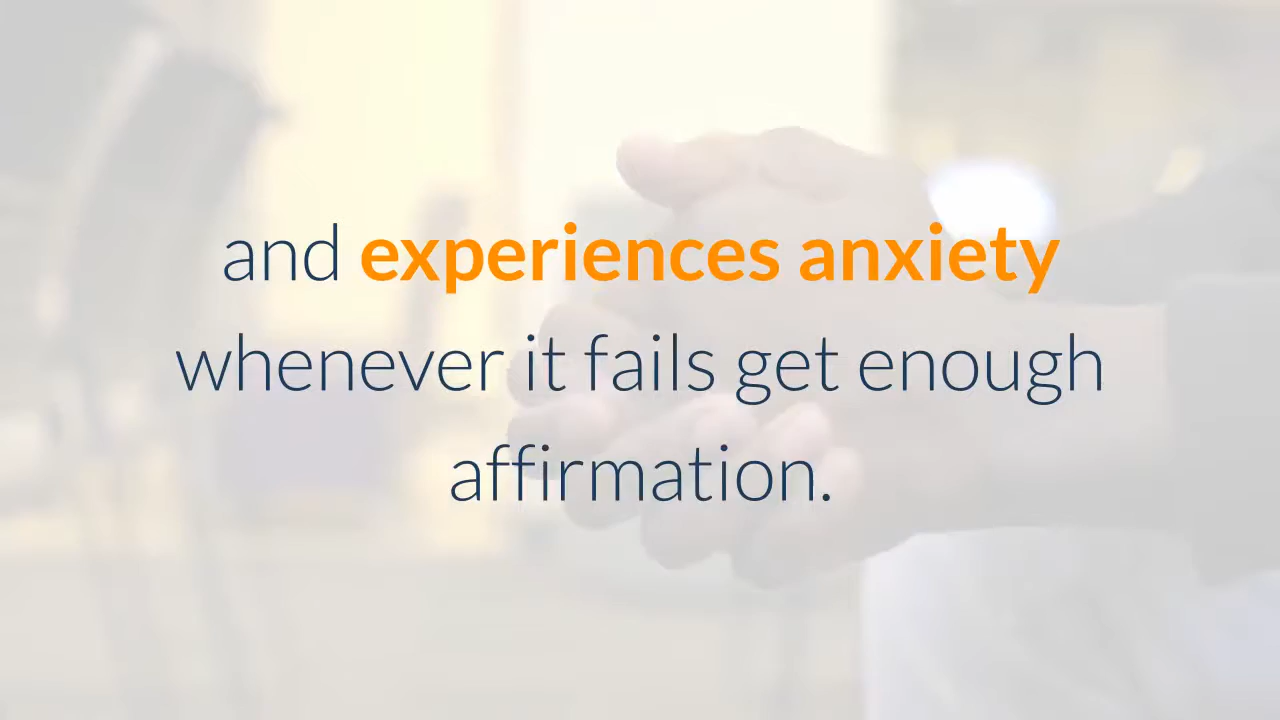 and experiences anxiety
whenever it fails get enough
affirmation.